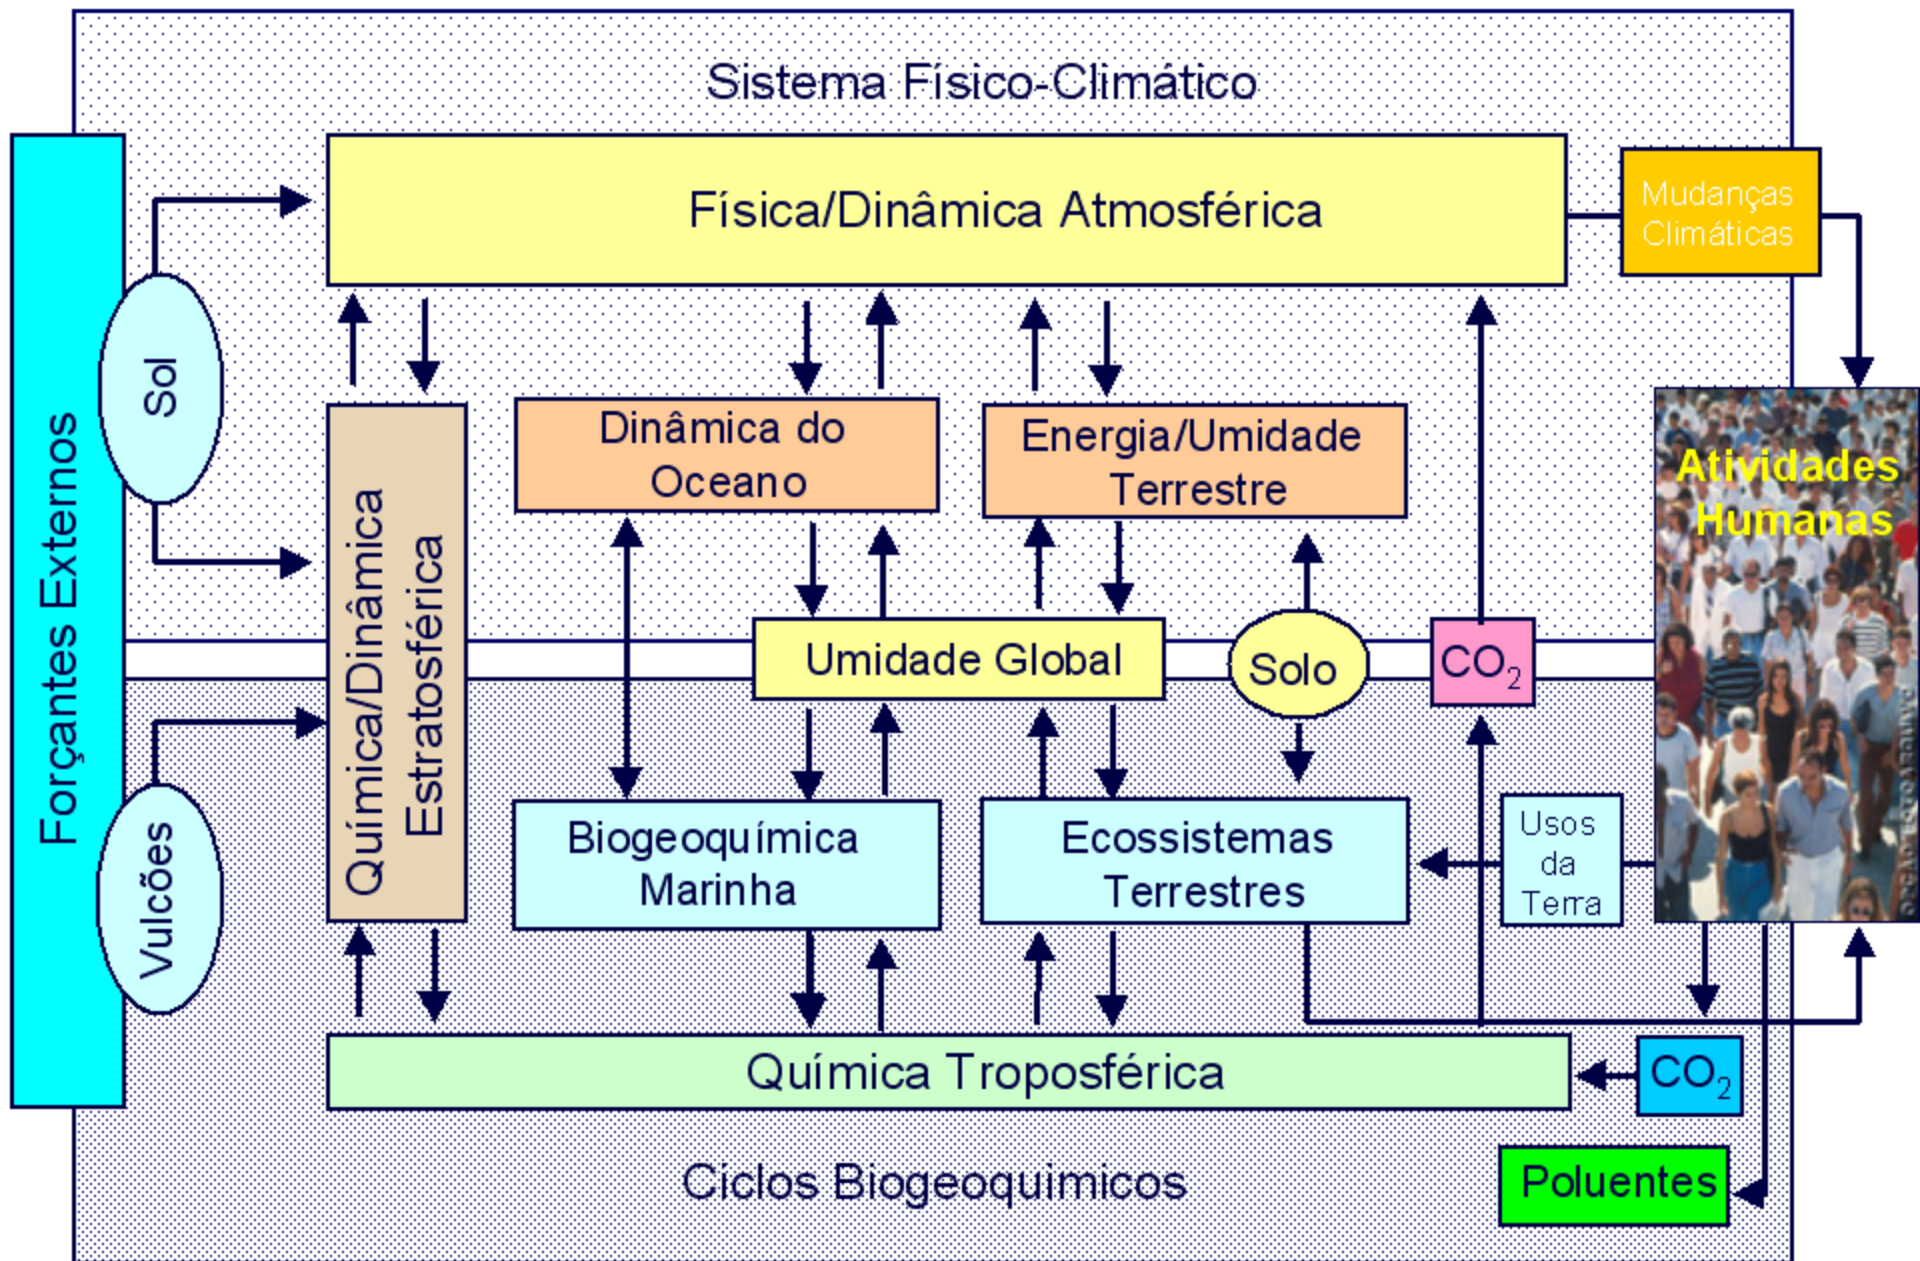 Sistema Físico-Climático
Física/Dinâmica Atmosférica
Mudanças
Climáticas
Forçantes Externos
Sol
Vulcões
Química/Dinâmica
Estratosférica
Dinâmica do
Oceano
Energia/Umidade
Terrestre
Atividades
Humanas
Umidade Global
Solo
CO₂
Biogeoquímica
Marinha
Ecossistemas
Terrestres
Usos
da
Terra
Química Troposférica
CO₂
Ciclos Biogeoquimicos
Poluentes